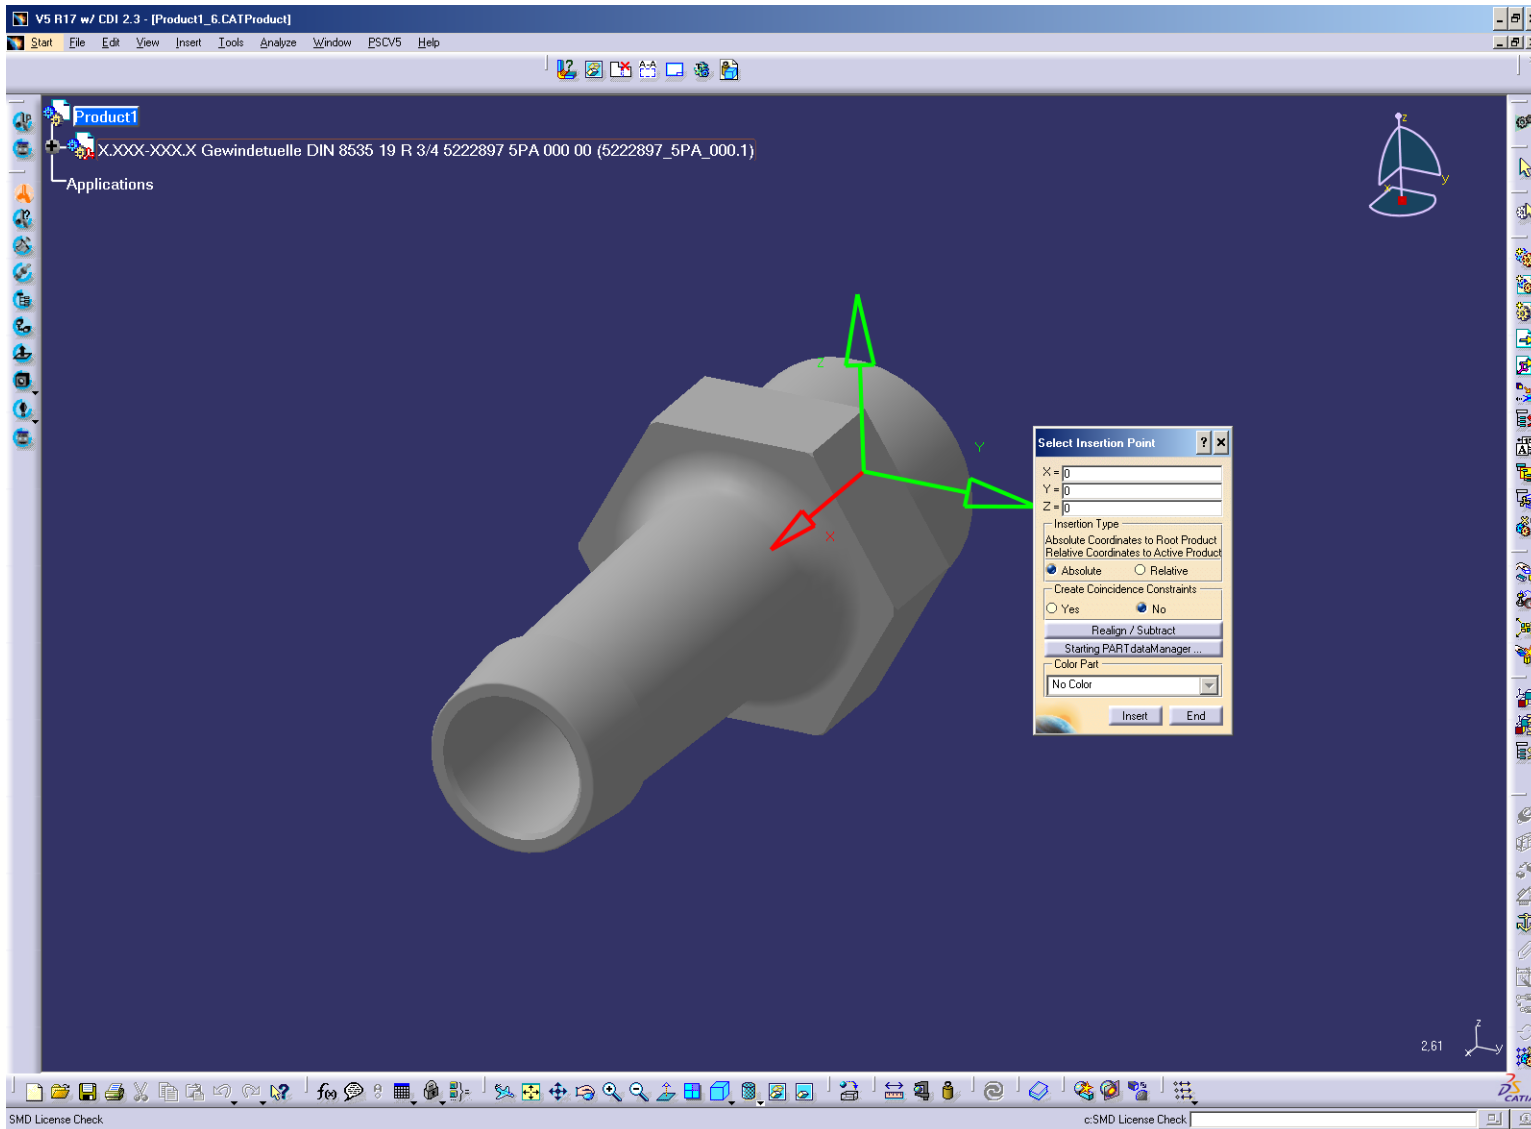 V5 R17 w/ CDI 2.3 - [Product1_6.CATProduct]
Start File Edit View Insert Tools Analyze Window PSCV5 Help
Product1
X.XXX-XXX.X Gewindetuelle DIN 8535 19 R 3/4 5222897 5PA 000 00 (5222897_5PA_000.1)
Applications
z
y
x
Z
Y
X
Select Insertion Point
X = 0
Y = 0
Z = 0
Insertion Type
Absolute Coordinates to Root Product
Relative Coordinates to Active Product
Absolute Relative
Create Coincidence Constraints
Yes No
Realign / Subtract
Starting PARTdataManager ...
Color Part
No Color
Insert End
2,61
z
x y
f(x)
CATIA
SMD License Check
c:SMD License Check